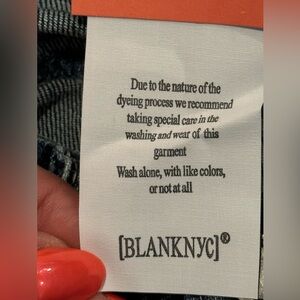 Due to the nature of the
dyeing process we recommend
taking special care in the
washing and wear of this
garment
Wash alone, with like colors,
or not at all
[BLANKNYC]®